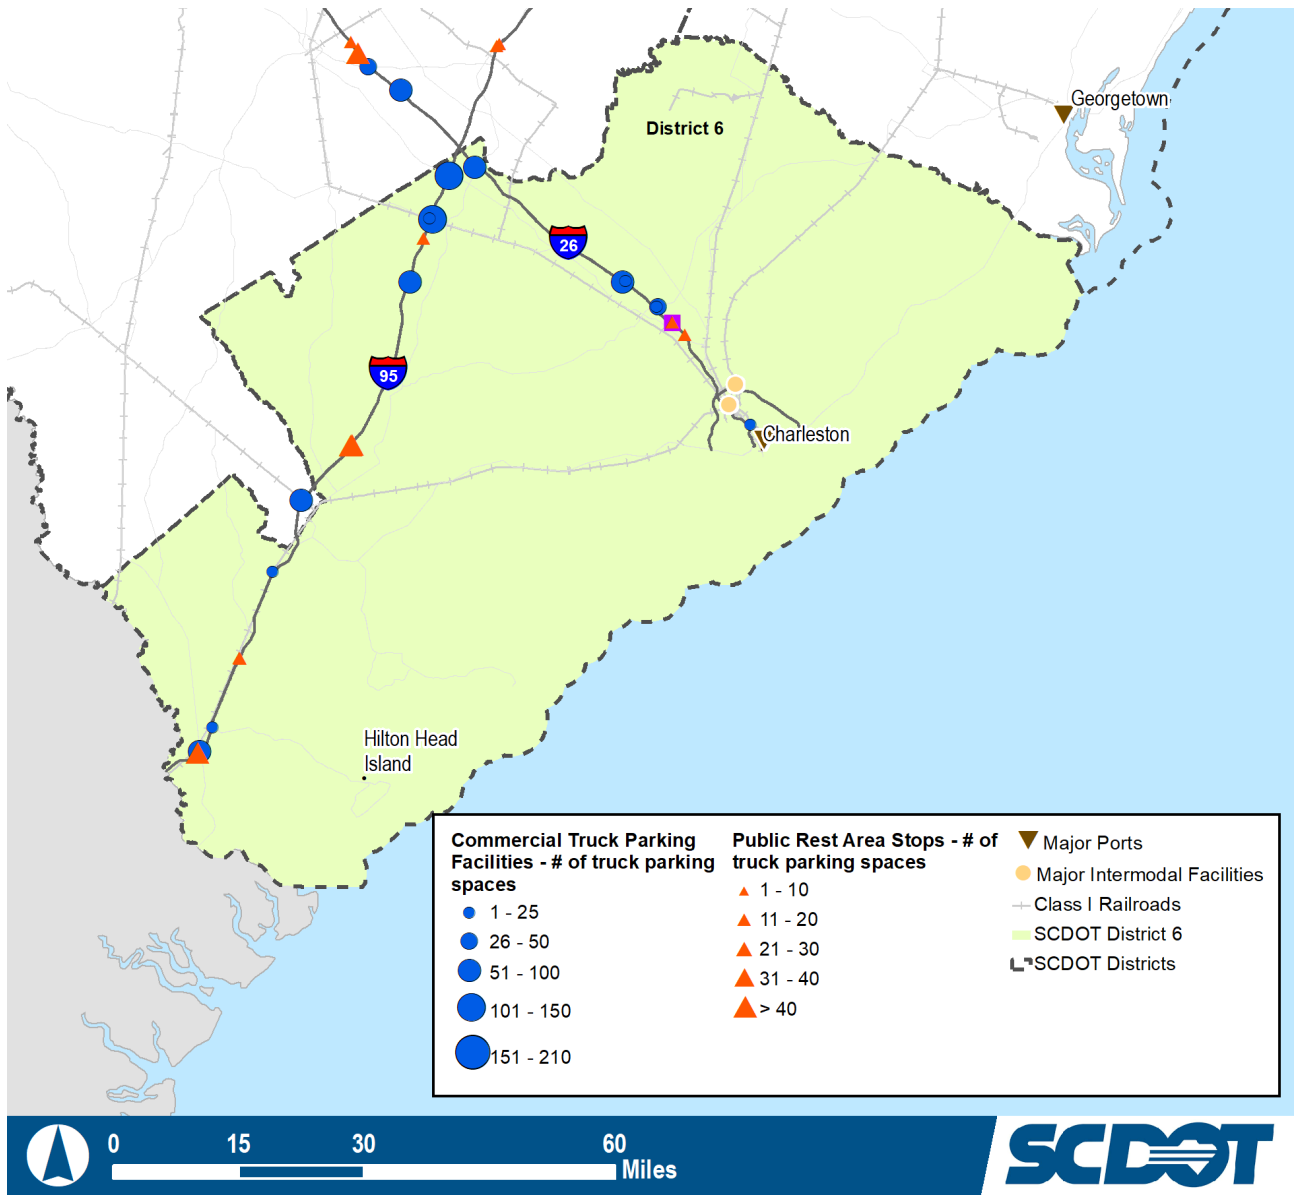 Georgetown
District 6
26
95
Charleston
Hilton Head
Island
Commercial Truck Parking
Facilities - # of truck parking
spaces
1 - 25
26 - 50
51 - 100
101 - 150
151 - 210
Public Rest Area Stops - # of
truck parking spaces
1 - 10
11 - 20
21 - 30
31 - 40
> 40
Major Ports
Major Intermodal Facilities
Class I Railroads
SCDOT District 6
SCDOT Districts
0 15 30 60
Miles
SCDOT